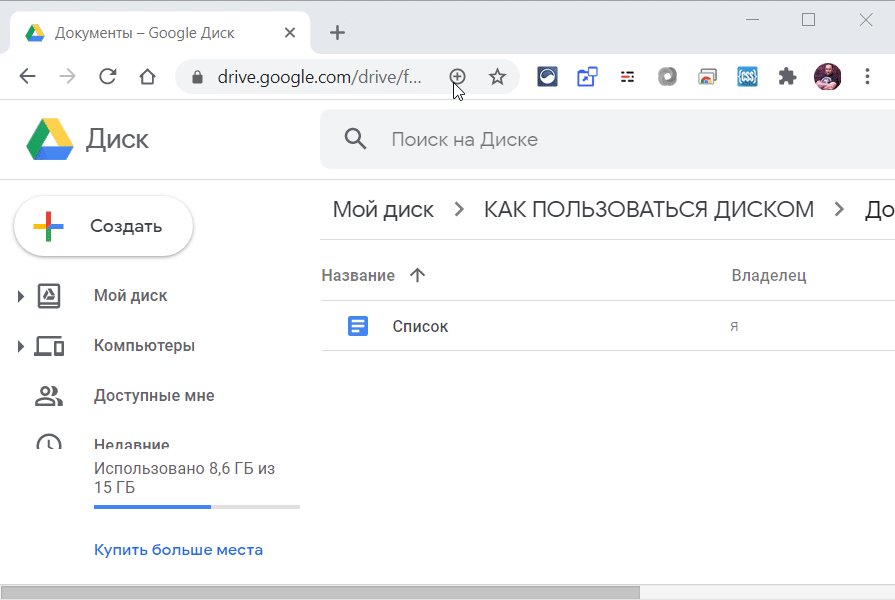 Документы – Google Диск
drive.google.com/drive/f...
Диск
Поиск на Диске
Создать
Мой диск
КАК ПОЛЬЗОВАТЬСЯ ДИСКОМ
До
Название
Владелец
Список
я
Мой диск
Компьютеры
Доступные мне
Недавние
Использовано 8,6 ГБ из
15 ГБ
Купить больше места